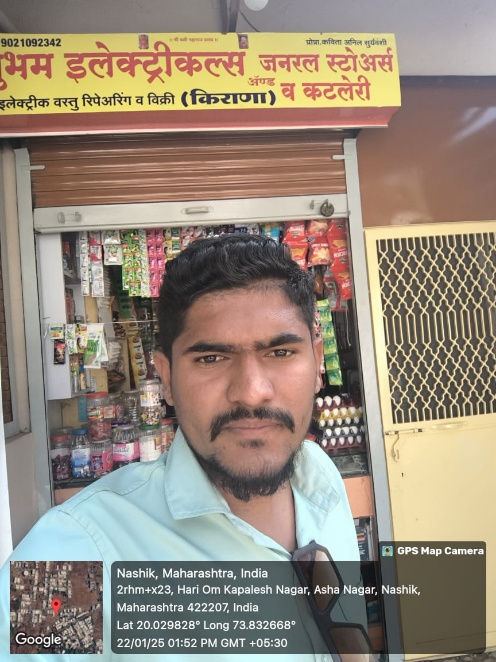 9021092342
प्रोप्रा.कविता अनिल सुर्यवंशी
इलेक्ट्रीकल्स ॲण्ड जनरल स्टोअर्स
इलेक्ट्रीक वस्तु रिपेअरिंग व विक्री (किराणा) व कटलेरी
GPS Map Camera
Nashik, Maharashtra, India
2rhm+x23, Hari Om Kapalesh Nagar, Asha Nagar, Nashik,
Maharashtra 422207, India
Lat 20.029828° Long 73.832668°
22/01/25 01:52 PM GMT +05:30
Google